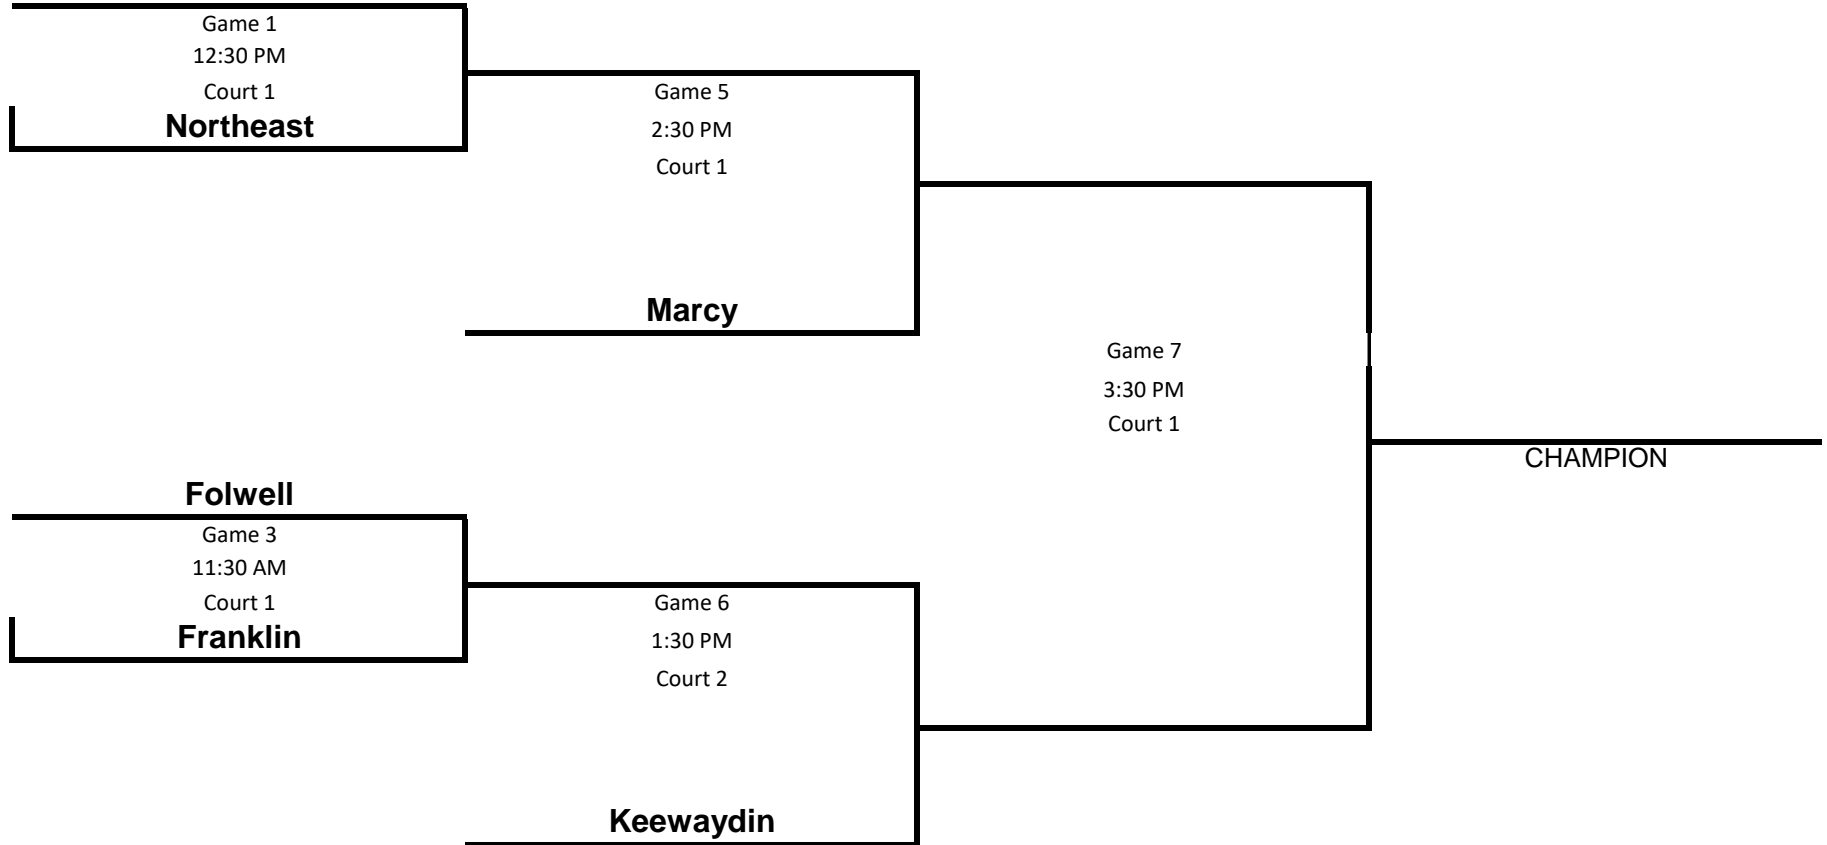 Game 1
12:30 PM
Court 1
Northeast
Game 5
2:30 PM
Court 1
Marcy
Game 7
3:30 PM
Court 1
CHAMPION
Folwell
Game 3
11:30 AM
Court 1
Franklin
Game 6
1:30 PM
Court 2
Keewaydin